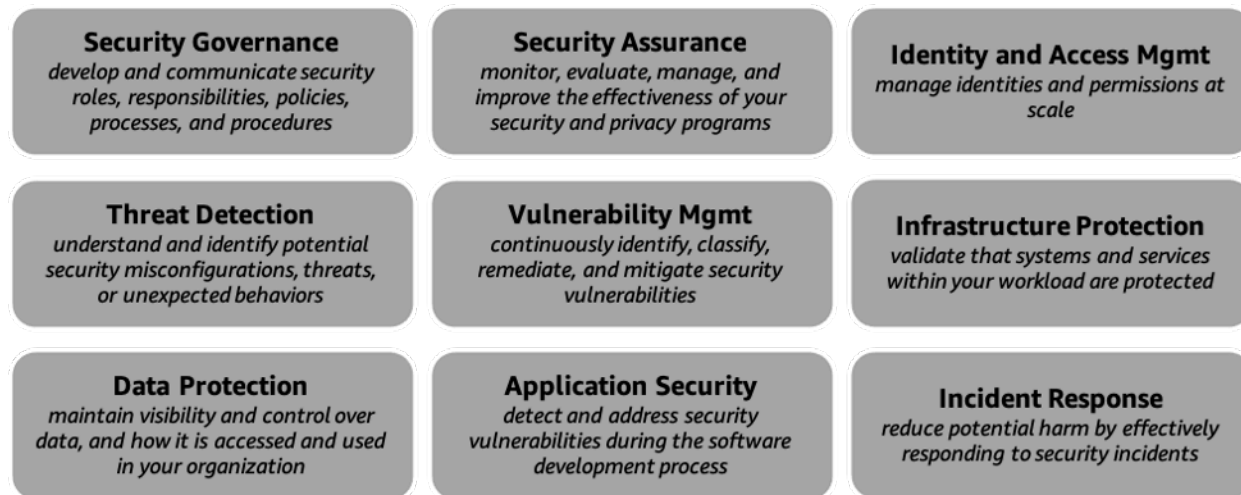 Security Governance
develop and communicate security
roles, responsibilities, policies,
processes, and procedures
Security Assurance
monitor, evaluate, manage, and
improve the effectiveness of your
security and privacy programs
Identity and Access Mgmt
manage identities and permissions at
scale
Threat Detection
understand and identify potential
security misconfigurations, threats,
or unexpected behaviors
Vulnerability Mgmt
continuously identify, classify,
remediate, and mitigate security
vulnerabilities
Infrastructure Protection
validate that systems and services
within your workload are protected
Data Protection
maintain visibility and control over
data, and how it is accessed and used
in your organization
Application Security
detect and address security
vulnerabilities during the software
development process
Incident Response
reduce potential harm by effectively
responding to security incidents